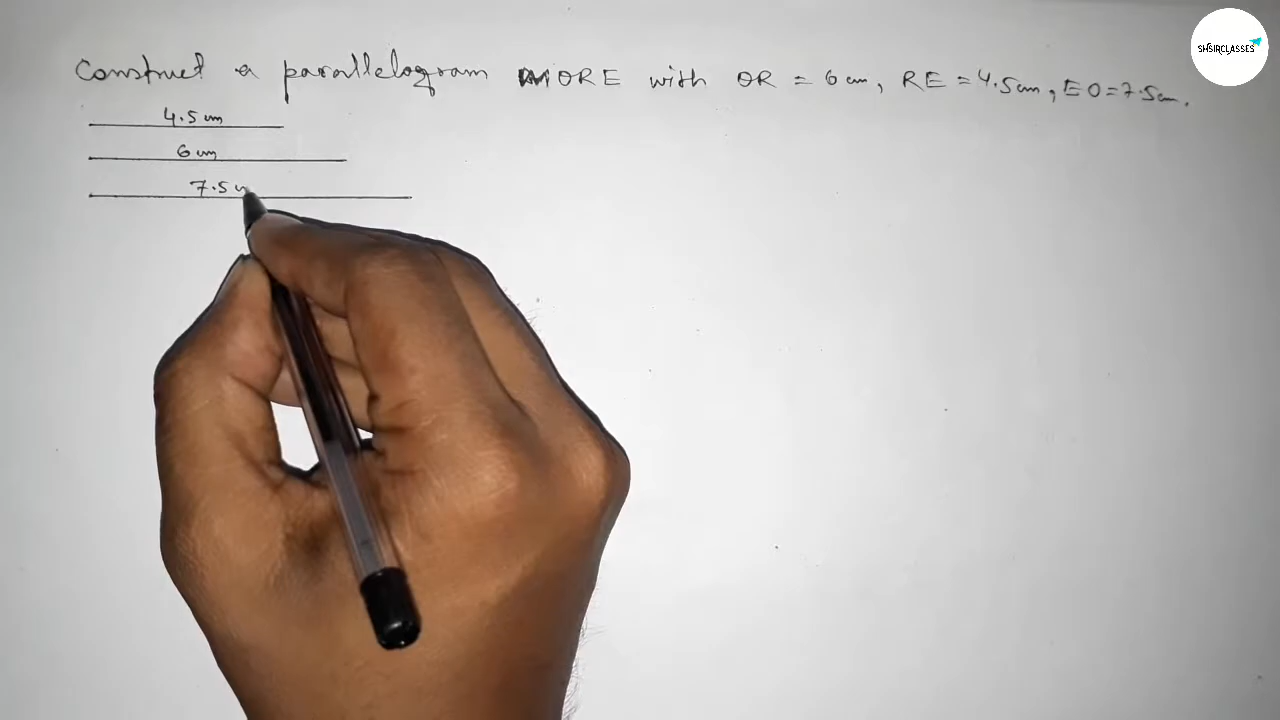 Construct a parallelogram MORE with OR = 6 cm, RE = 4.5 cm, EO = 7.5 cm.
4.5 cm
6 cm
7.5
SHSIRCLASSES